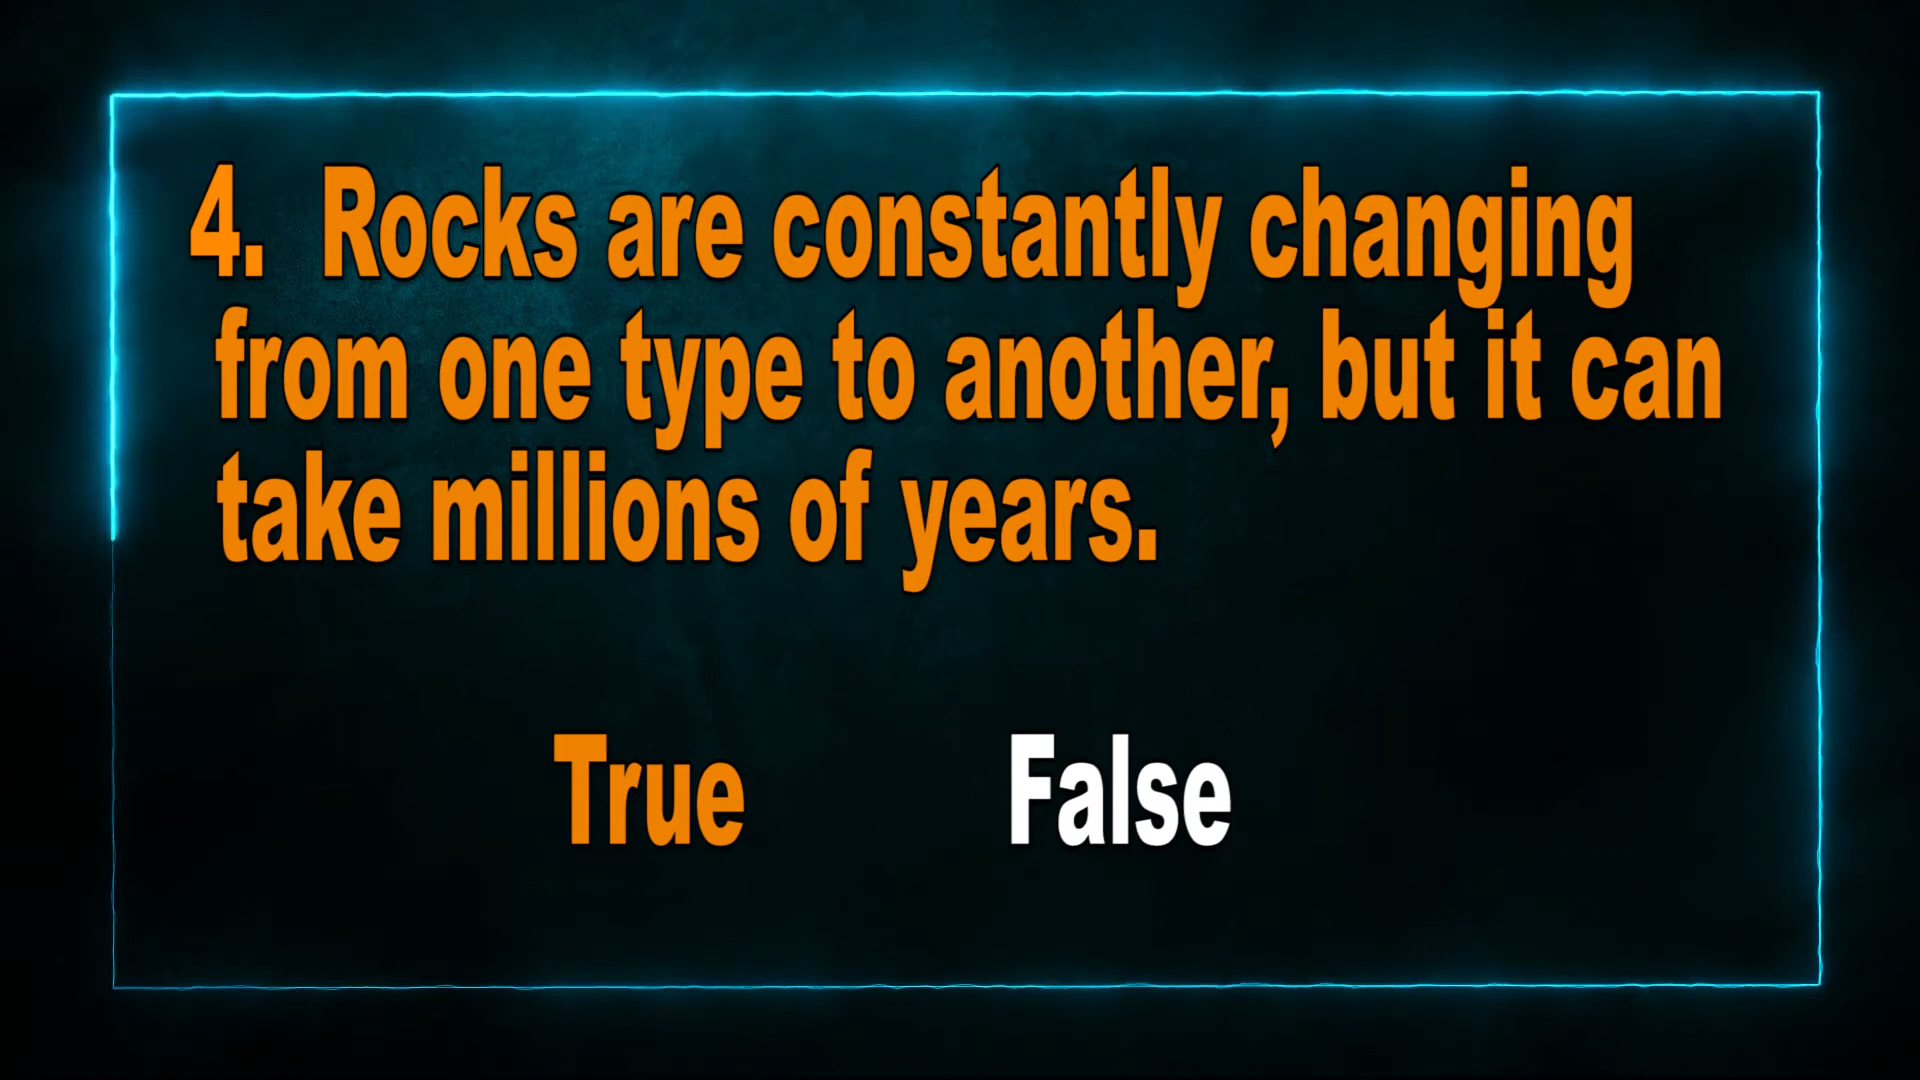 4. Rocks are constantly changing
from one type to another, but it can
take millions of years.
True False